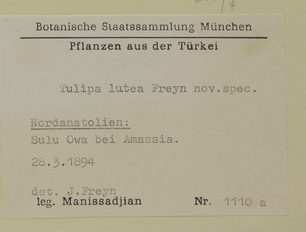 Botanische Staatssammlung München
Pflanzen aus der Türkei
Tulipa lutea Freyn nov.spec.
Nordanatolien:
Sulu Owa bei Amassia.
28.3.1894
det. J.Freyn
leg. Manissadjian Nr. 1110 a